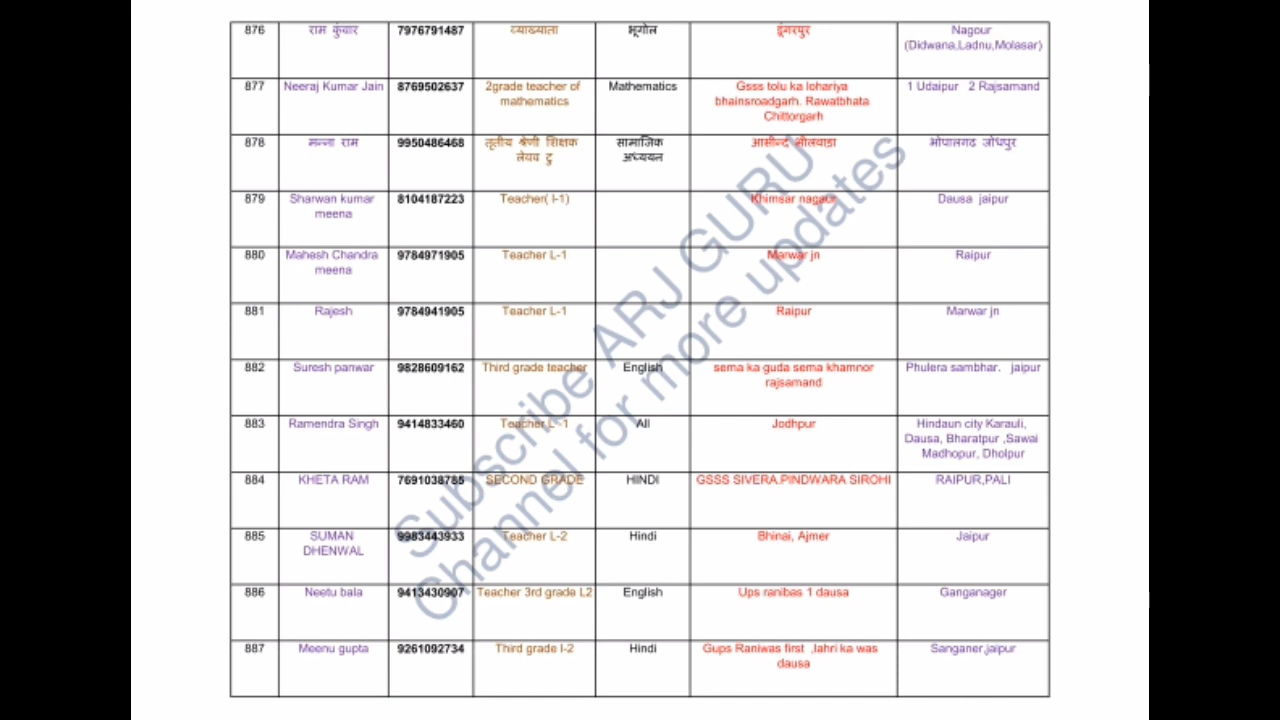 876 राम कुंवार 7976791487 व्याख्याता भूगोल डूंगरपुर Nagour
(Didwana,Ladnu,Molasar)
877 Neeraj Kumar Jain 8769502637 2grade teacher of Mathematics Gsss tolu ka lohariya 1 Udaipur 2 Rajsamand
mathematics bhainsroadgarh. Rawatbhata
Chittorgarh
878 मन्ना राम 9950486468 तृतीय श्रेणी शिक्षक सामाजिक आसीन्द भीलवाडा भोपालगढ जोधपुर
लेवव टु अध्ययन
879 Sharwan kumar 8104187223 Teacher( l-1) Khimsar nagaur Dausa jaipur
meena
880 Mahesh Chandra 9784971905 Teacher L-1 Marwar jn Raipur
meena
881 Rajesh 9784941905 Teacher L-1 Raipur Marwar jn
882 Suresh panwar 9828609162 Third grade teacher English sema ka guda sema khamnor Phulera sambhar. jaipur
rajsamand
883 Ramendra Singh 9414833460 Teacher L -1 All Jodhpur Hindaun city Karauli,
Dausa, Bharatpur ,Sawai
Madhopur, Dholpur
884 KHETA RAM 7691038785 SECOND GRADE HINDI GSSS SIVERA.PINDWARA SIROHI RAIPUR,PALI
885 SUMAN 9983443933 Teacher L-2 Hindi Bhinai, Ajmer Jaipur
DHENWAL
886 Neetu bala 9413430907 Teacher 3rd grade L2 English Ups ranibas 1 dausa Ganganager
887 Meenu gupta 9261092734 Third grade l-2 Hindi Gups Raniwas first ,lahri ka was Sanganer,jaipur
dausa
Subscribe ARJ GURU
Channel for more updates